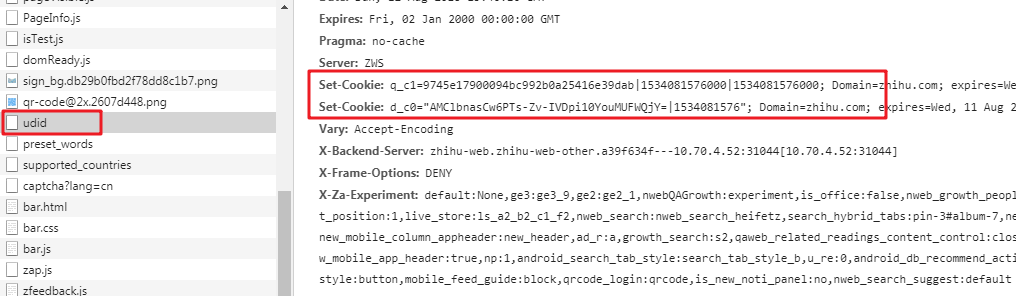 pageVisible.js
PageInfo.js
isTest.js
domReady.js
sign_bg.db29b0fbd2f78dd8c1b7.png
qr-code@2x.2607d448.png
udid
preset_words
supported_countries
captcha?lang=cn
bar.html
bar.css
bar.js
zap.js
zfeedback.js
Expires: Fri, 02 Jan 2000 00:00:00 GMT
Pragma: no-cache
Server: ZWS
Set-Cookie: q_c1=9745e17900094bc992b0a25416e39dab|1534081576000|1534081576000; Domain=zhihu.com; expires=We
Set-Cookie: d_c0="AMC1bnasCw6PTs-Zv-IVDpi10YouMUFWQjY=|1534081576"; Domain=zhihu.com; expires=Wed, 11 Aug 2
Vary: Accept-Encoding
X-Backend-Server: zhihu-web.zhihu-web-other.a39f634f---10.70.4.52:31044[10.70.4.52:31044]
X-Frame-Options: DENY
X-Za-Experiment: default:None,ge3:ge3_9,ge2:ge2_1,nwebQAGrowth:experiment,is_office:false,nweb_growth_peopl
t_position:1,live_store:ls_a2_b2_c1_f2,nweb_search:nweb_search_heifetz,search_hybrid_tabs:pin-3#album-7,ne
new_mobile_column_appheader:new_header,ad_r:a,growth_search:s2,qaweb_related_readings_content_control:clos
w_mobile_app_header:true,np:1,android_search_tab_style:search_tab_style_b,u_re:0,android_db_recommend_acti
style:button,mobile_feed_guide:block,qrcode_login:qrcode,is_new_noti_panel:no,nweb_search_suggest:default